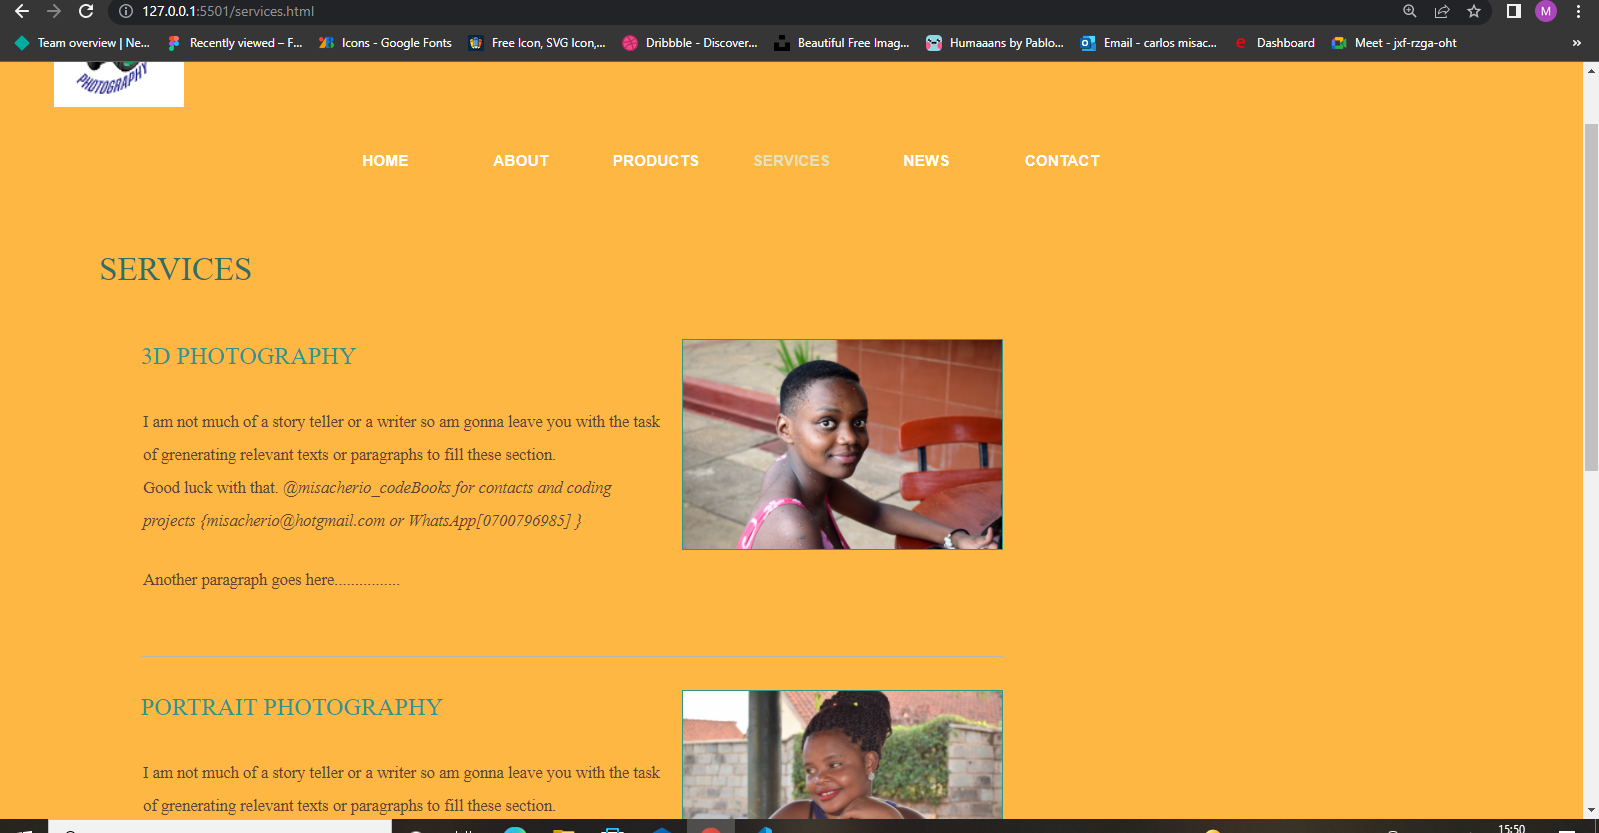 127.0.0.1:5501/services.html
Team overview | Ne...
Recently viewed – F...
Icons - Google Fonts
Free Icon, SVG Icon,...
Dribbble - Discover...
Beautiful Free Imag...
Humaaans by Pablo...
Email - carlos misac...
Dashboard
Meet - jxf-rzga-oht
»
M
PHOTOGRAPHY
HOME ABOUT PRODUCTS SERVICES NEWS CONTACT
SERVICES
3D PHOTOGRAPHY
I am not much of a story teller or a writer so am gonna leave you with the task
of grenerating relevant texts or paragraphs to fill these section.
Good luck with that. @misacherio_codeBooks for contacts and coding
projects {misacherio@hotgmail.com or WhatsApp[0700796985] }
Another paragraph goes here................
PORTRAIT PHOTOGRAPHY
I am not much of a story teller or a writer so am gonna leave you with the task
of grenerating relevant texts or paragraphs to fill these section.
15:50